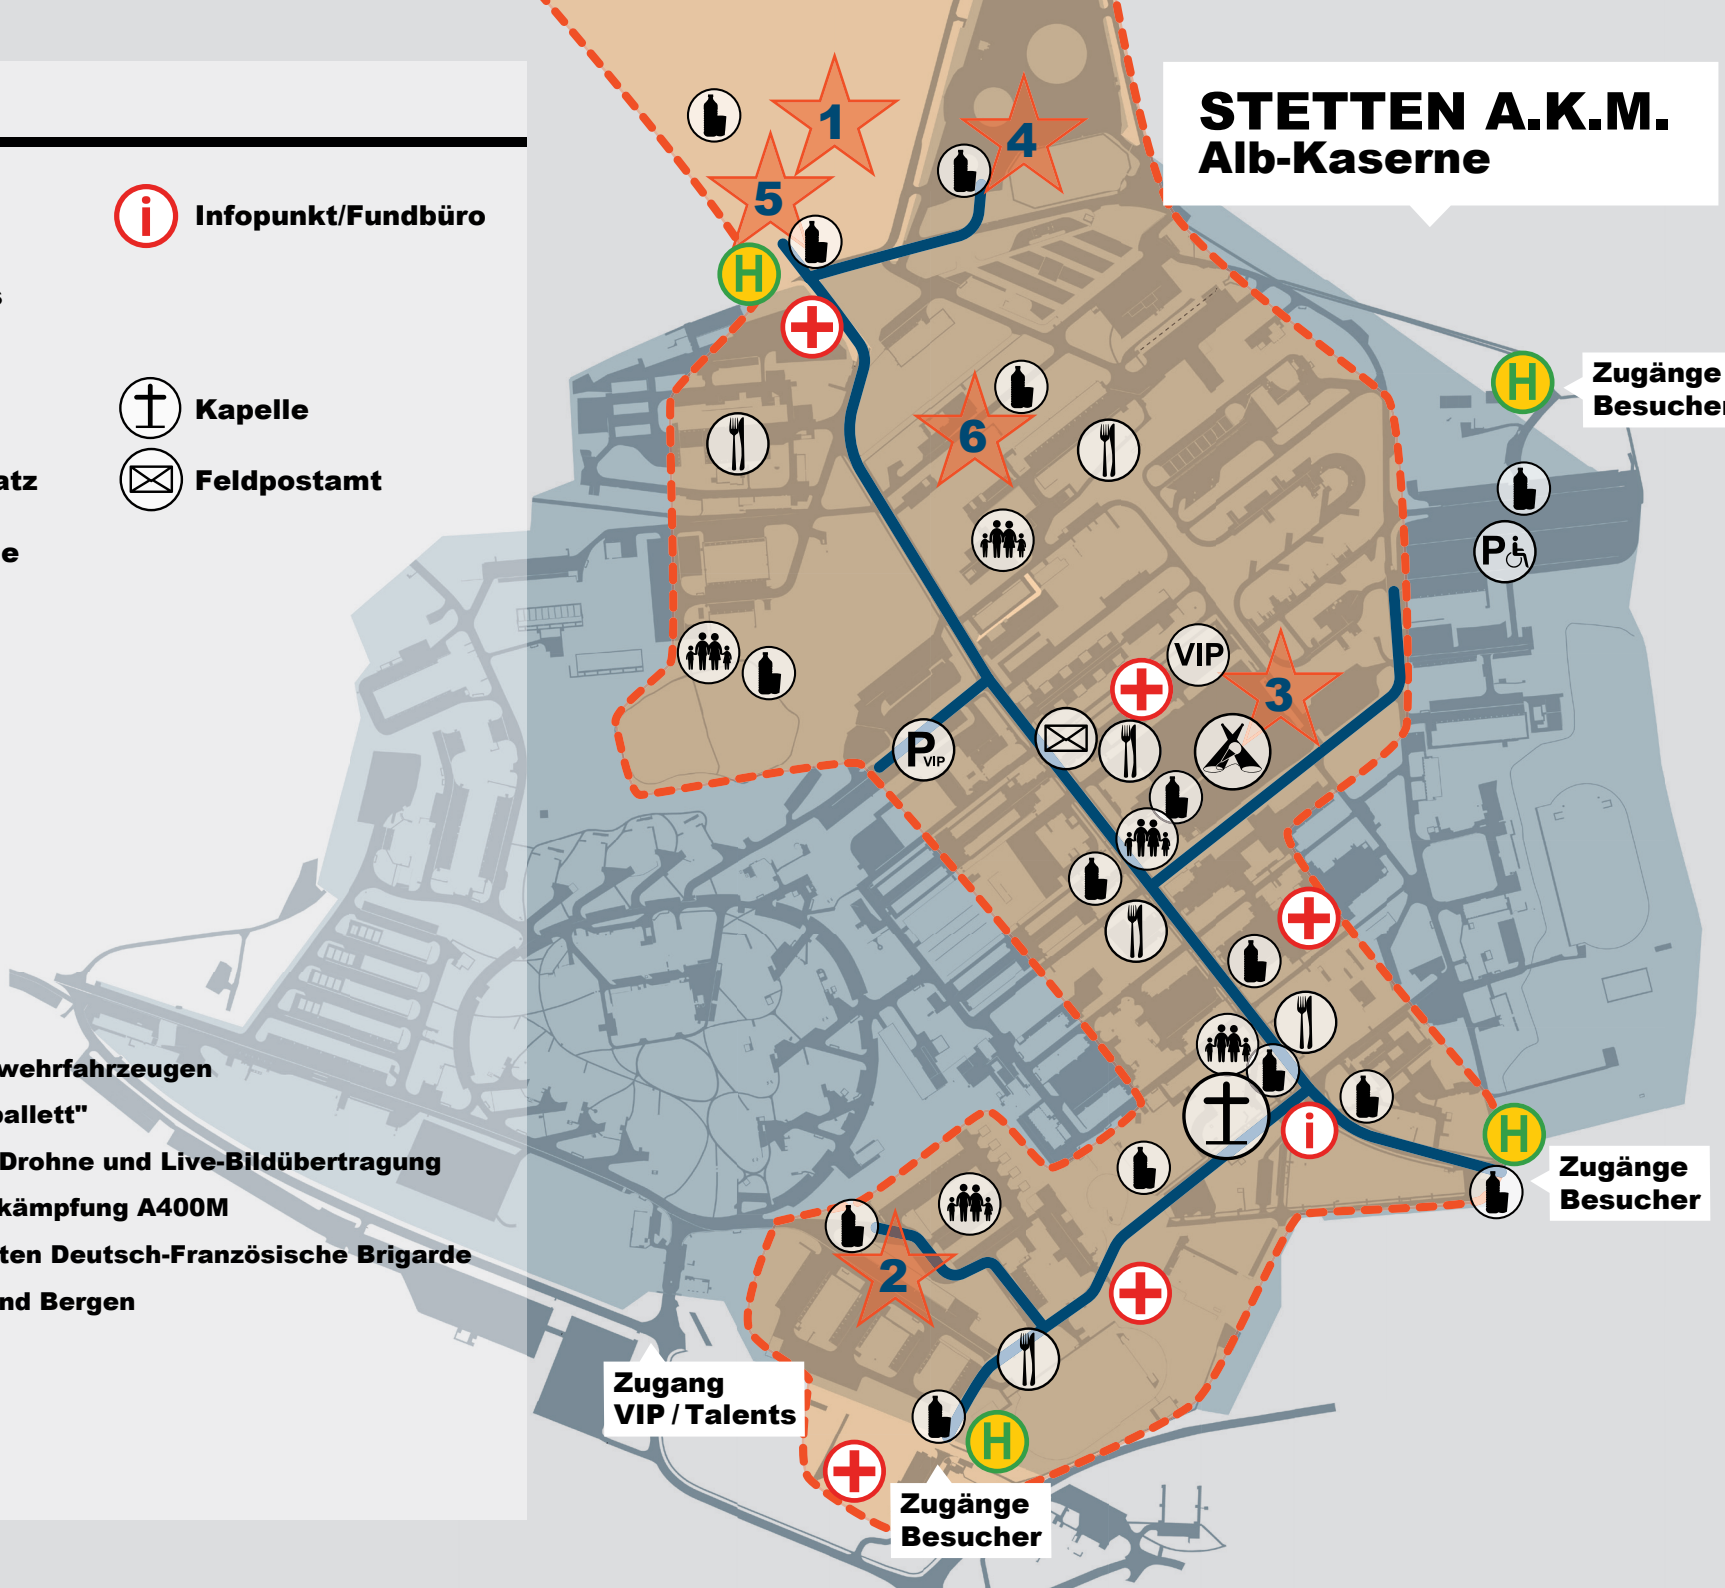 STETTEN A.K.M.
Alb-Kaserne
i Infopunkt/Fundbüro
s
Kapelle
atz
Feldpostamt
e
wehrfahrzeugen
ballett"
Drohne und Live-Bildübertragung
kämpfung A400M
ten Deutsch-Französische Brigarde
nd Bergen
1
4
5
H
6
H
Zugänge
Besucher
P
VIP
3
P VIP
i
H
Zugänge
Besucher
2
Zugang
VIP / Talents
H
Zugänge
Besucher